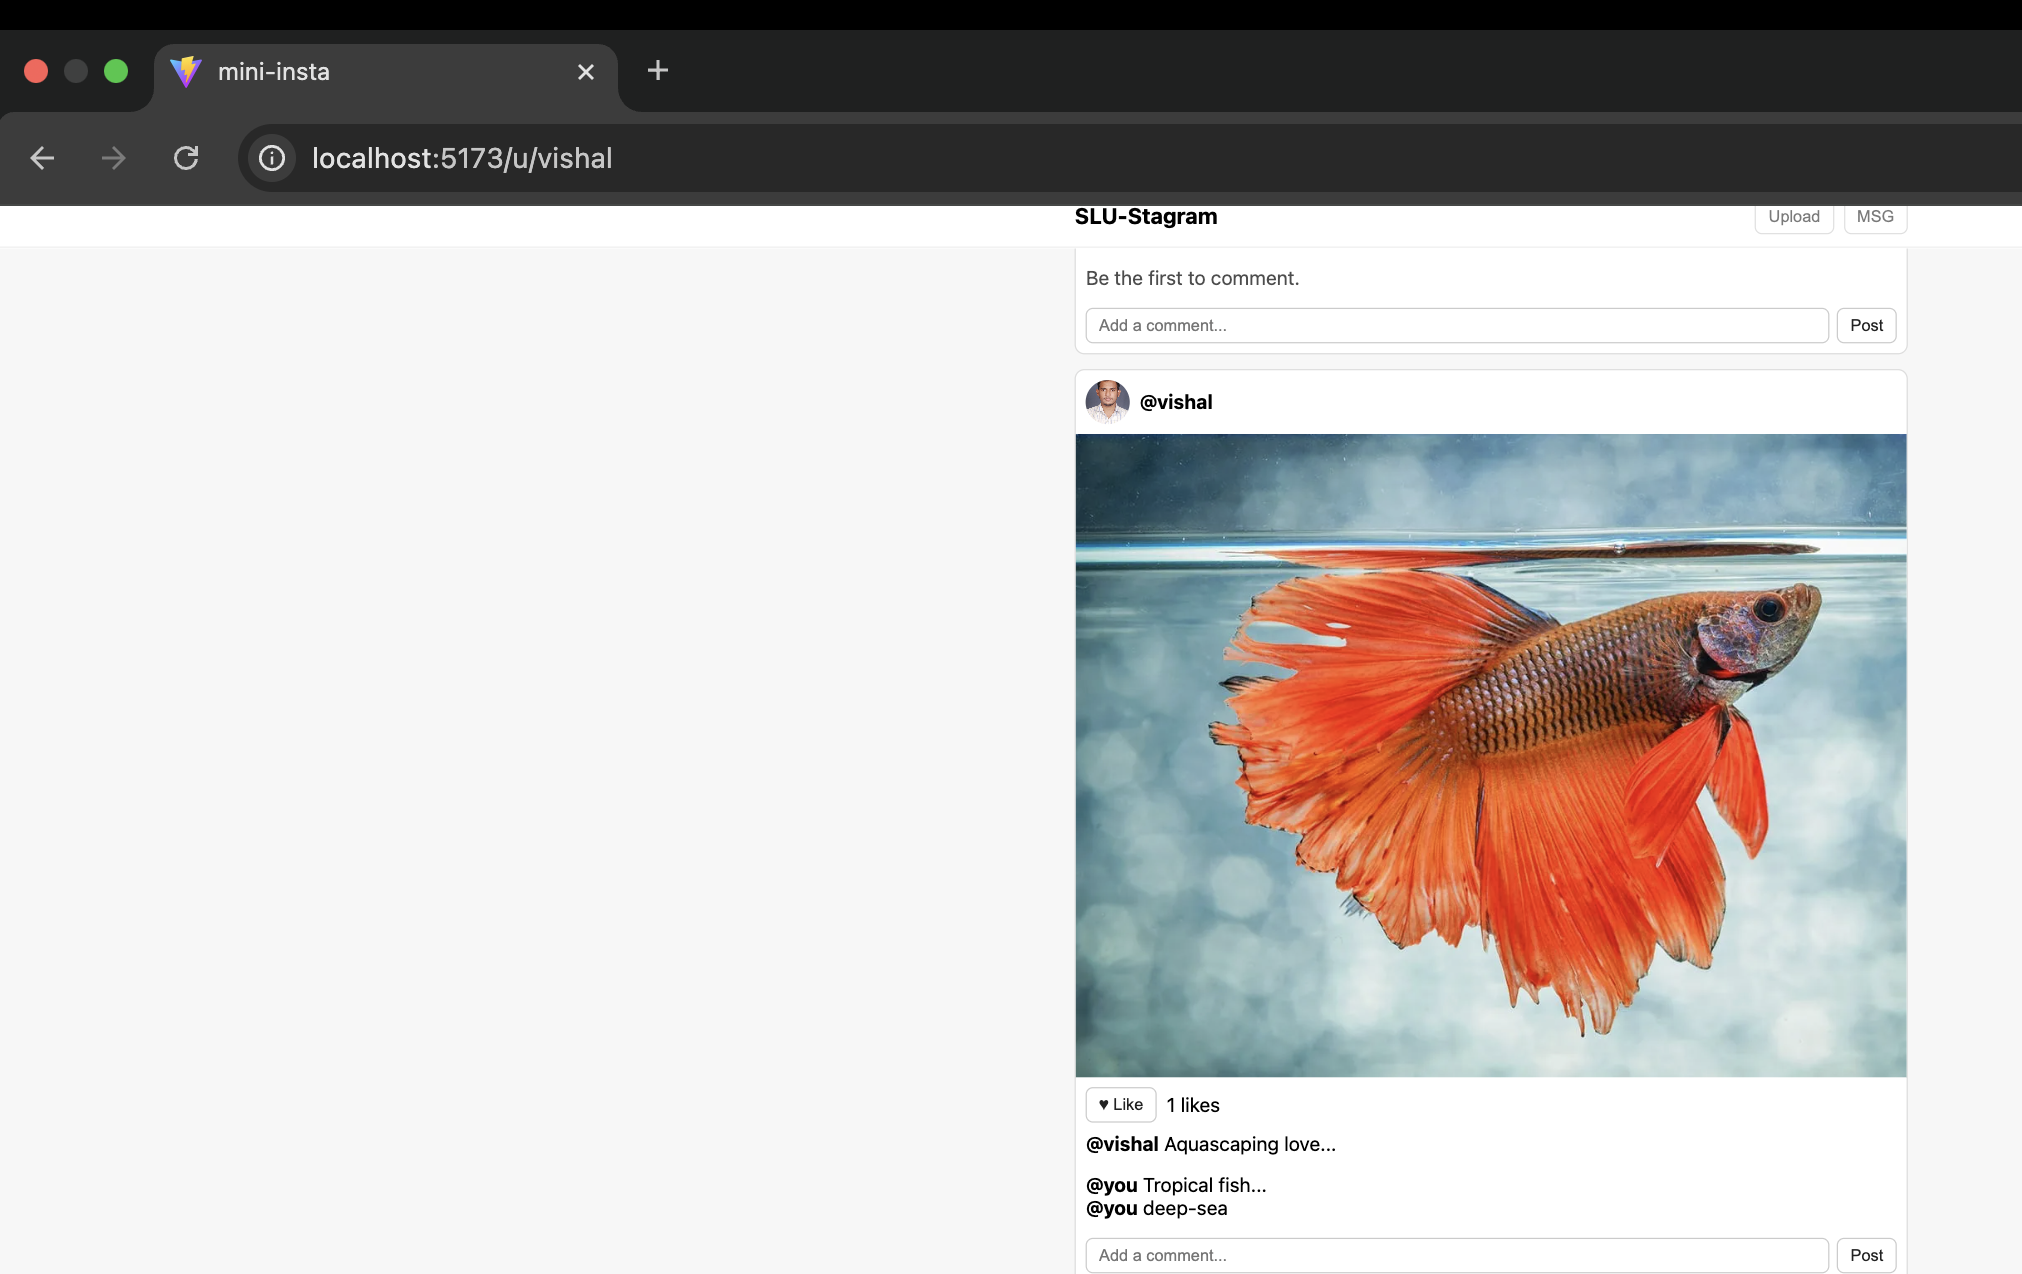 mini-insta
localhost:5173/u/vishal
SLU-Stagram
Upload
MSG
Be the first to comment.
Add a comment...
Post
@vishal
♥ Like
1 likes
@vishal Aquascaping love...
@you Tropical fish...
@you deep-sea
Add a comment...
Post